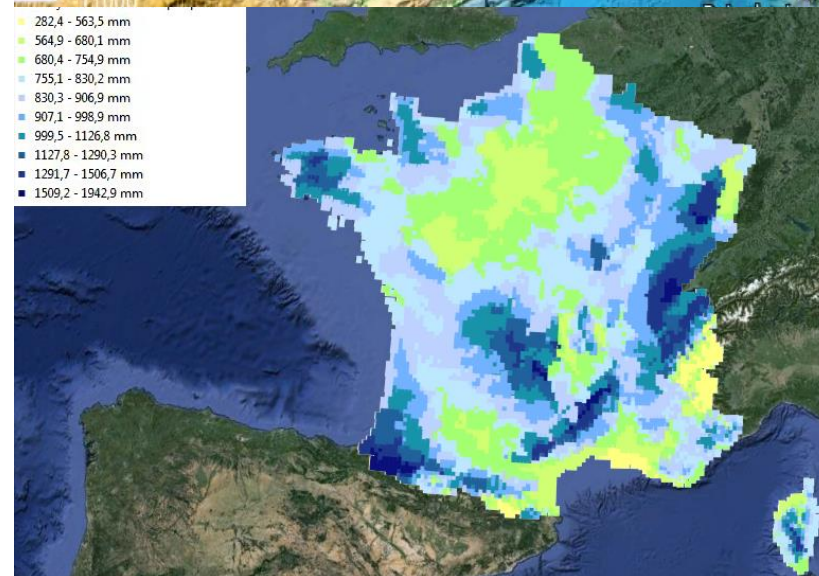 282,4 - 563,5 mm
564,9 - 680,1 mm
680,4 - 754,9 mm
755,1 - 830,2 mm
830,3 - 906,9 mm
907,1 - 998,9 mm
999,5 - 1126,8 mm
1127,8 - 1290,3 mm
1291,7 - 1506,7 mm
1509,2 - 1942,9 mm